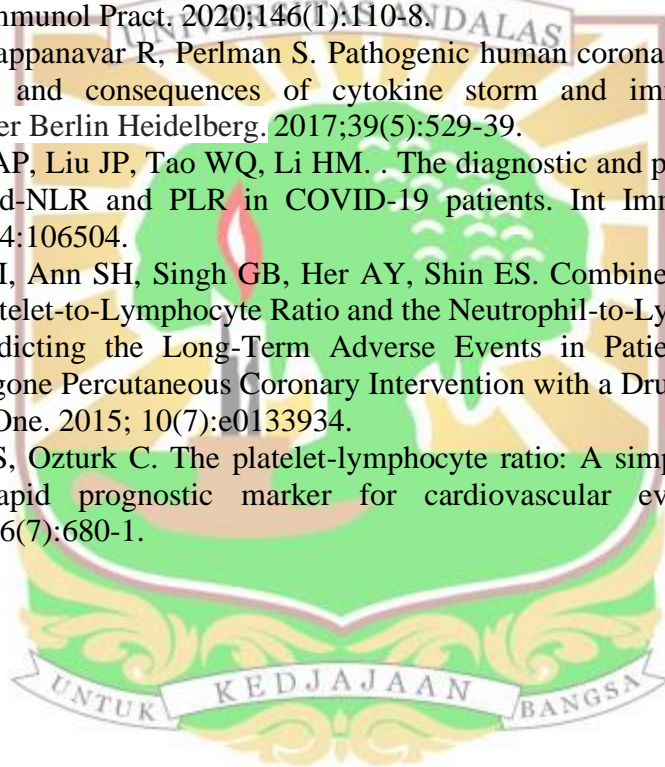 mmunol Pract. 2020;146(1):110-8.
UNIVERSITAS ANDALAS
appanavar R, Perlman S. Pathogenic human corona
and consequences of cytokine storm and im
er Berlin Heidelberg. 2017;39(5):529-39.
AP, Liu JP, Tao WQ, Li HM. . The diagnostic and p
d-NLR and PLR in COVID-19 patients. Int Imm
4:106504.
I, Ann SH, Singh GB, Her AY, Shin ES. Combine
atelet-to-Lymphocyte Ratio and the Neutrophil-to-Ly
dicting the Long-Term Adverse Events in Patie
gone Percutaneous Coronary Intervention with a Dru
One. 2015; 10(7):e0133934.
S, Ozturk C. The platelet-lymphocyte ratio: A simp
apid prognostic marker for cardiovascular ev
6(7):680-1.
UNTUK KEDJAJAAN BANGSA